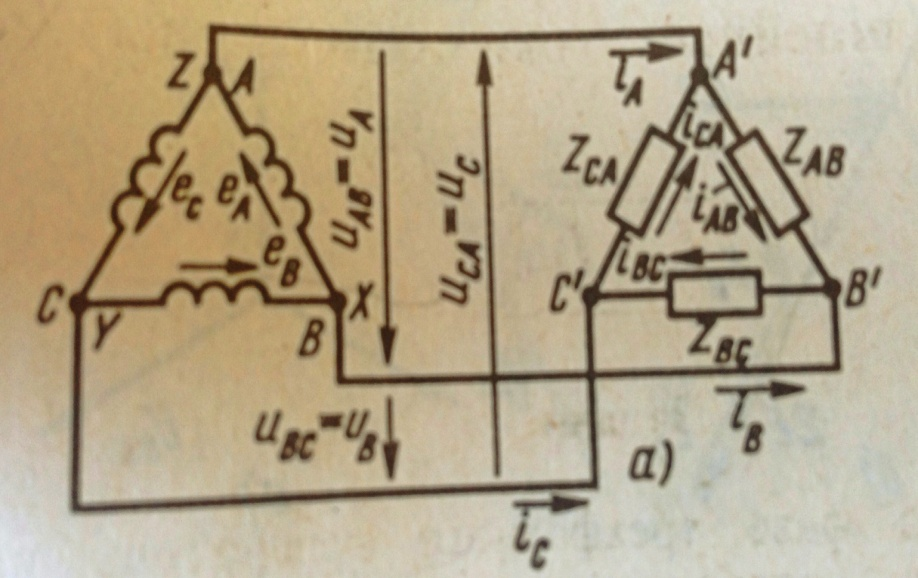 Z A
A'
i_A
u_AB=u_A
u_CA=u_C
e_C e_A
e_B
Z_CA
i_CA
Z_AB
i_AB
i_BC
C X
Y B
C' B'
Z_BC
u_BC=u_B
i_B
a)
i_C